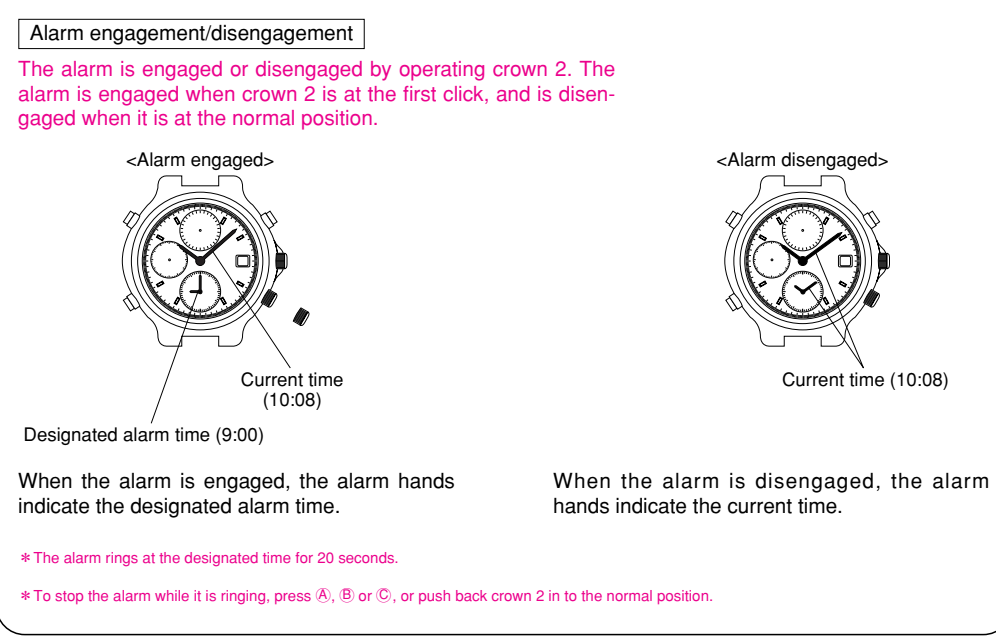 Alarm engagement/disengagement
The alarm is engaged or disengaged by operating crown 2. The
alarm is engaged when crown 2 is at the first click, and is disen-
gaged when it is at the normal position.
<Alarm engaged>
Current time
(10:08)
Designated alarm time (9:00)
When the alarm is engaged, the alarm hands
indicate the designated alarm time.
<Alarm disengaged>
Current time (10:08)
When the alarm is disengaged, the alarm
hands indicate the current time.
* The alarm rings at the designated time for 20 seconds.
* To stop the alarm while it is ringing, press Ⓐ, Ⓑ or Ⓒ, or push back crown 2 in to the normal position.